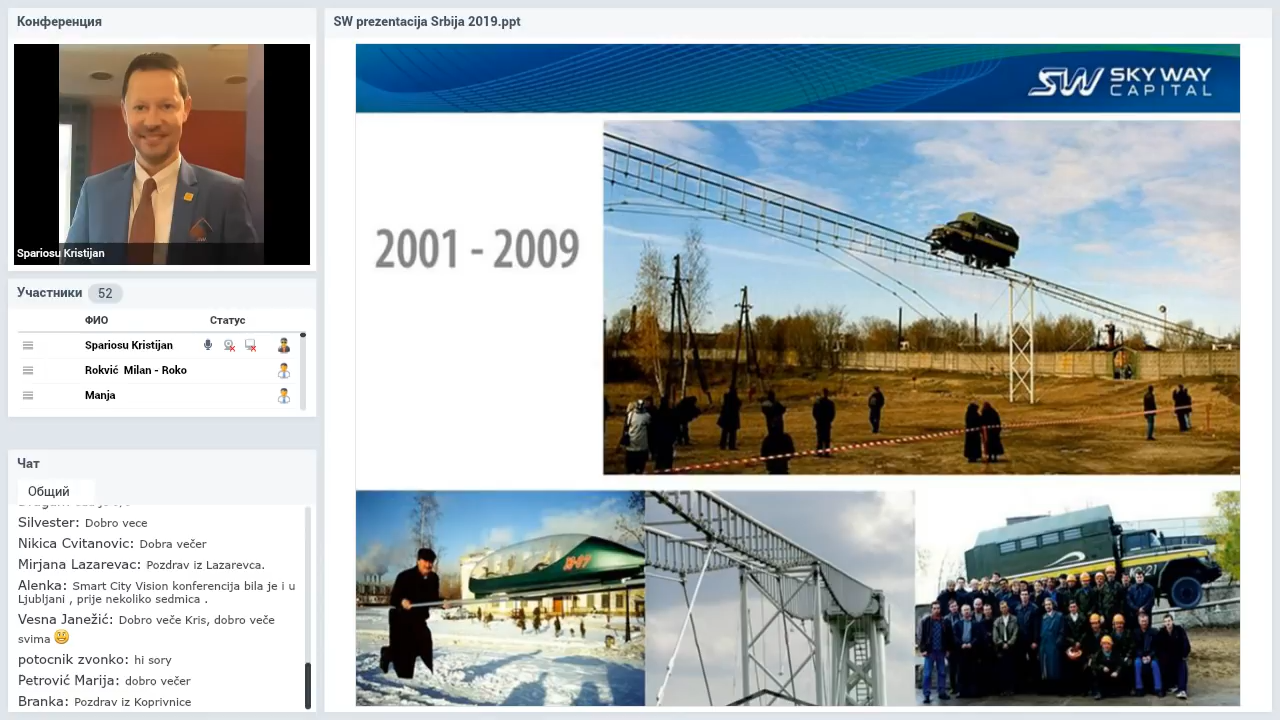 Конференция
Spariosu Kristijan
Участники 52
ФИО Статус
Spariosu Kristijan
Rokvić Milan - Roko
Manja
Чат
Общий
Silvester: Dobro vece
Nikica Cvitanovic: Dobra večer
Mirjana Lazarevac: Pozdrav iz Lazarevca.
Alenka: Smart City Vision konferencija bila je i u
Ljubljani , prije nekoliko sedmica .
Vesna Janežić: Dobro veče Kris, dobro veče
svima
potocnik zvonko: hi sory
Petrović Marija: dobro večer
Branka: Pozdrav iz Koprivnice
SW prezentacija Srbija 2019.ppt
SW SKY WAY
CAPITAL
2001 - 2009